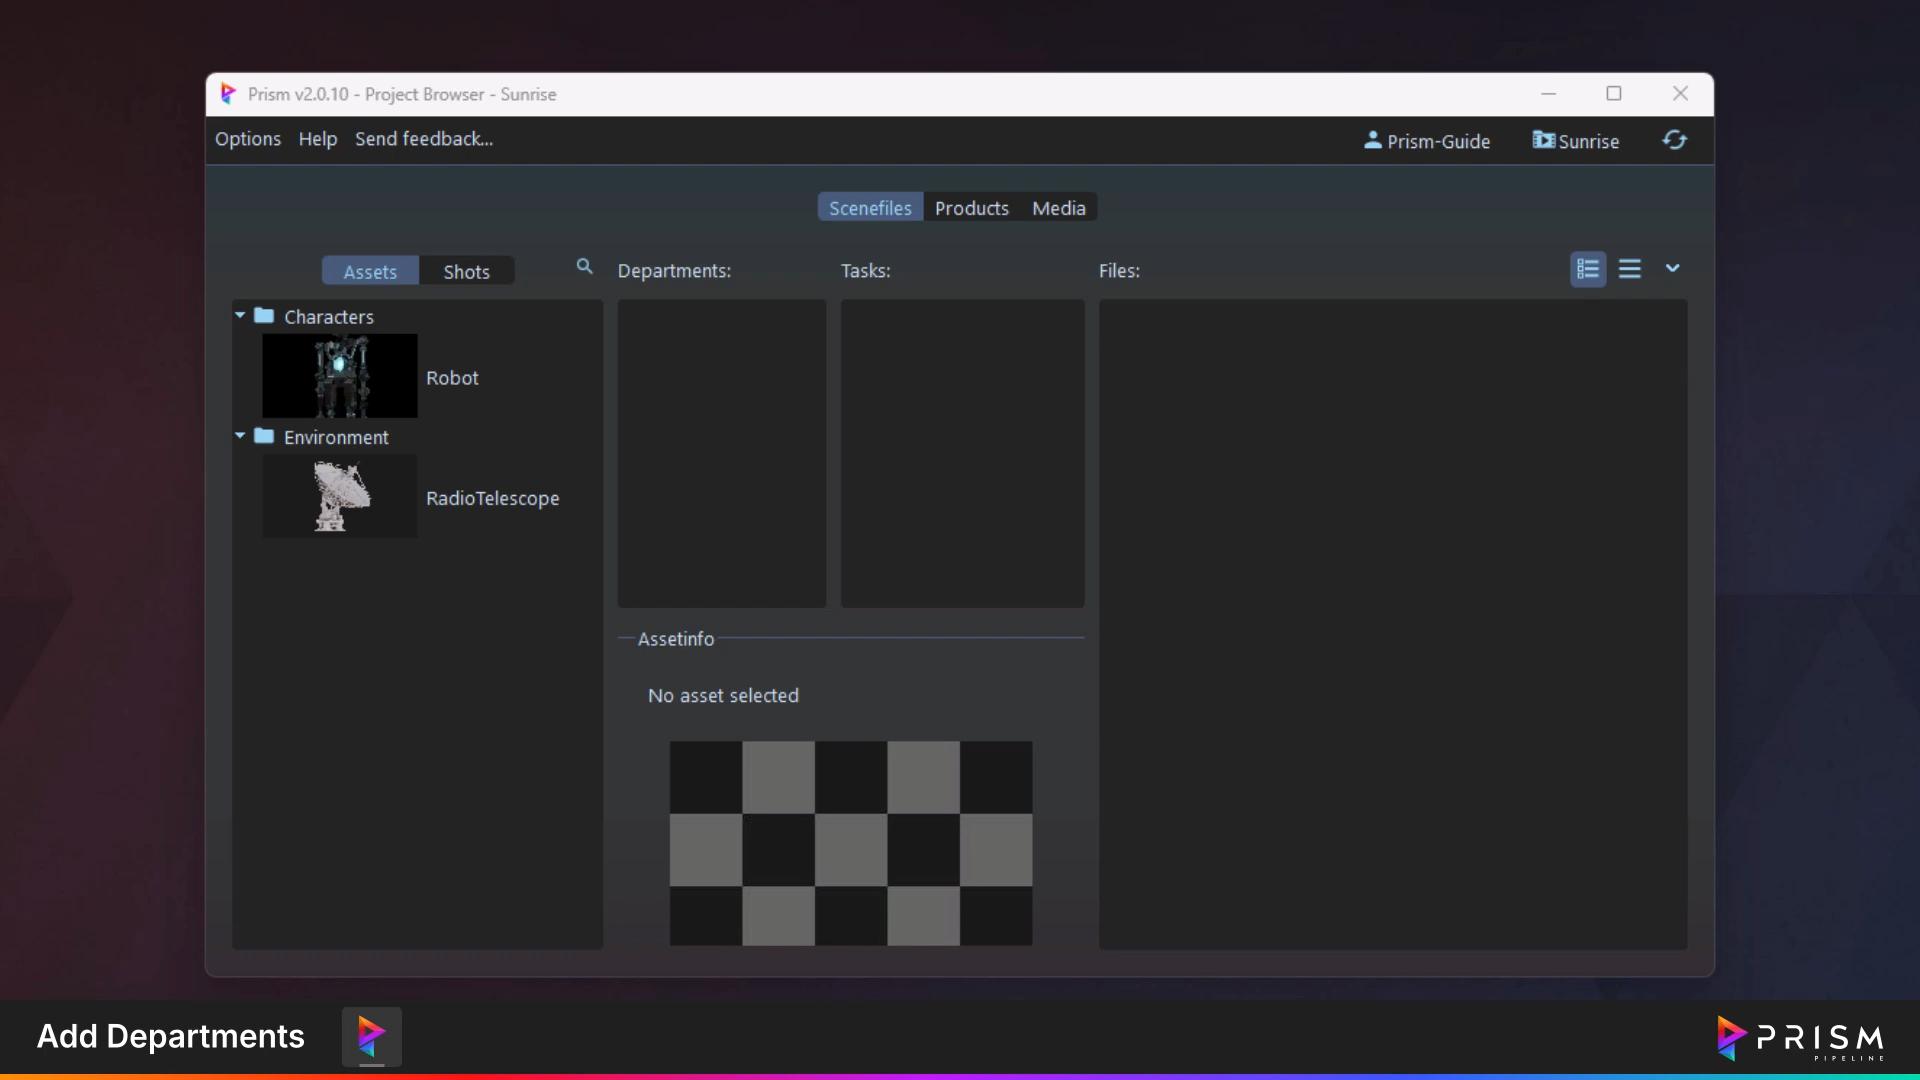 Prism v2.0.10 - Project Browser - Sunrise
Options Help Send feedback...
Prism-Guide Sunrise
Scenefiles Products Media
Assets Shots Departments: Tasks: Files:
Characters
Robot
Environment
RadioTelescope
Assetinfo
No asset selected
Add Departments
PRISM
PIPELINE